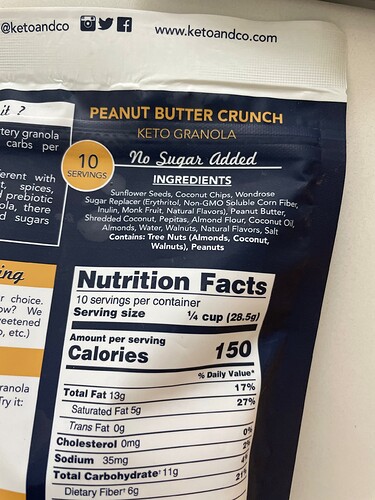 @ketoandco
www.ketoandco.com
it ?
tery granola
carbs per
erent with
t, spices,
d prebiotic
ola, there
d sugars
ing
r choice.
ow? We
weetened
o, etc.)
ranola
Try it:
PEANUT BUTTER CRUNCH
KETO GRANOLA
10
SERVINGS
No Sugar Added
INGREDIENTS
Sunflower Seeds, Coconut Chips, Wondrose
Sugar Replacer (Erythritol, Non-GMO Soluble Corn Fiber,
Inulin, Monk Fruit, Natural Flavors), Peanut Butter,
Shredded Coconut, Pepitas, Almond Flour, Coconut Oil,
Almonds, Water, Walnuts, Natural Flavors, Salt
Contains: Tree Nuts (Almonds, Coconut,
Walnuts), Peanuts
Nutrition Facts
10 servings per container
Serving size 1/4 cup (28.5g)
Amount per serving
Calories 150
% Daily Value*
Total Fat 13g 17%
Saturated Fat 5g 27%
Trans Fat 0g
Cholesterol 0mg 0%
Sodium 35mg 2%
Total Carbohydrate† 11g 4%
Dietary Fiber† 6g 21%